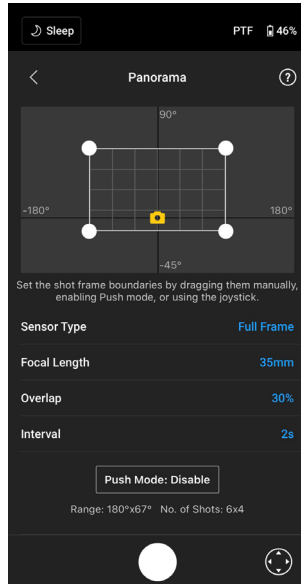 Sleep PTF 46%
Panorama ?
90°
-180° 180°
-45°
Set the shot frame boundaries by dragging them manually,
enabling Push mode, or using the joystick.
Sensor Type Full Frame
Focal Length 35mm
Overlap 30%
Interval 2s
Push Mode: Disable
Range: 180°x67° No. of Shots: 6x4